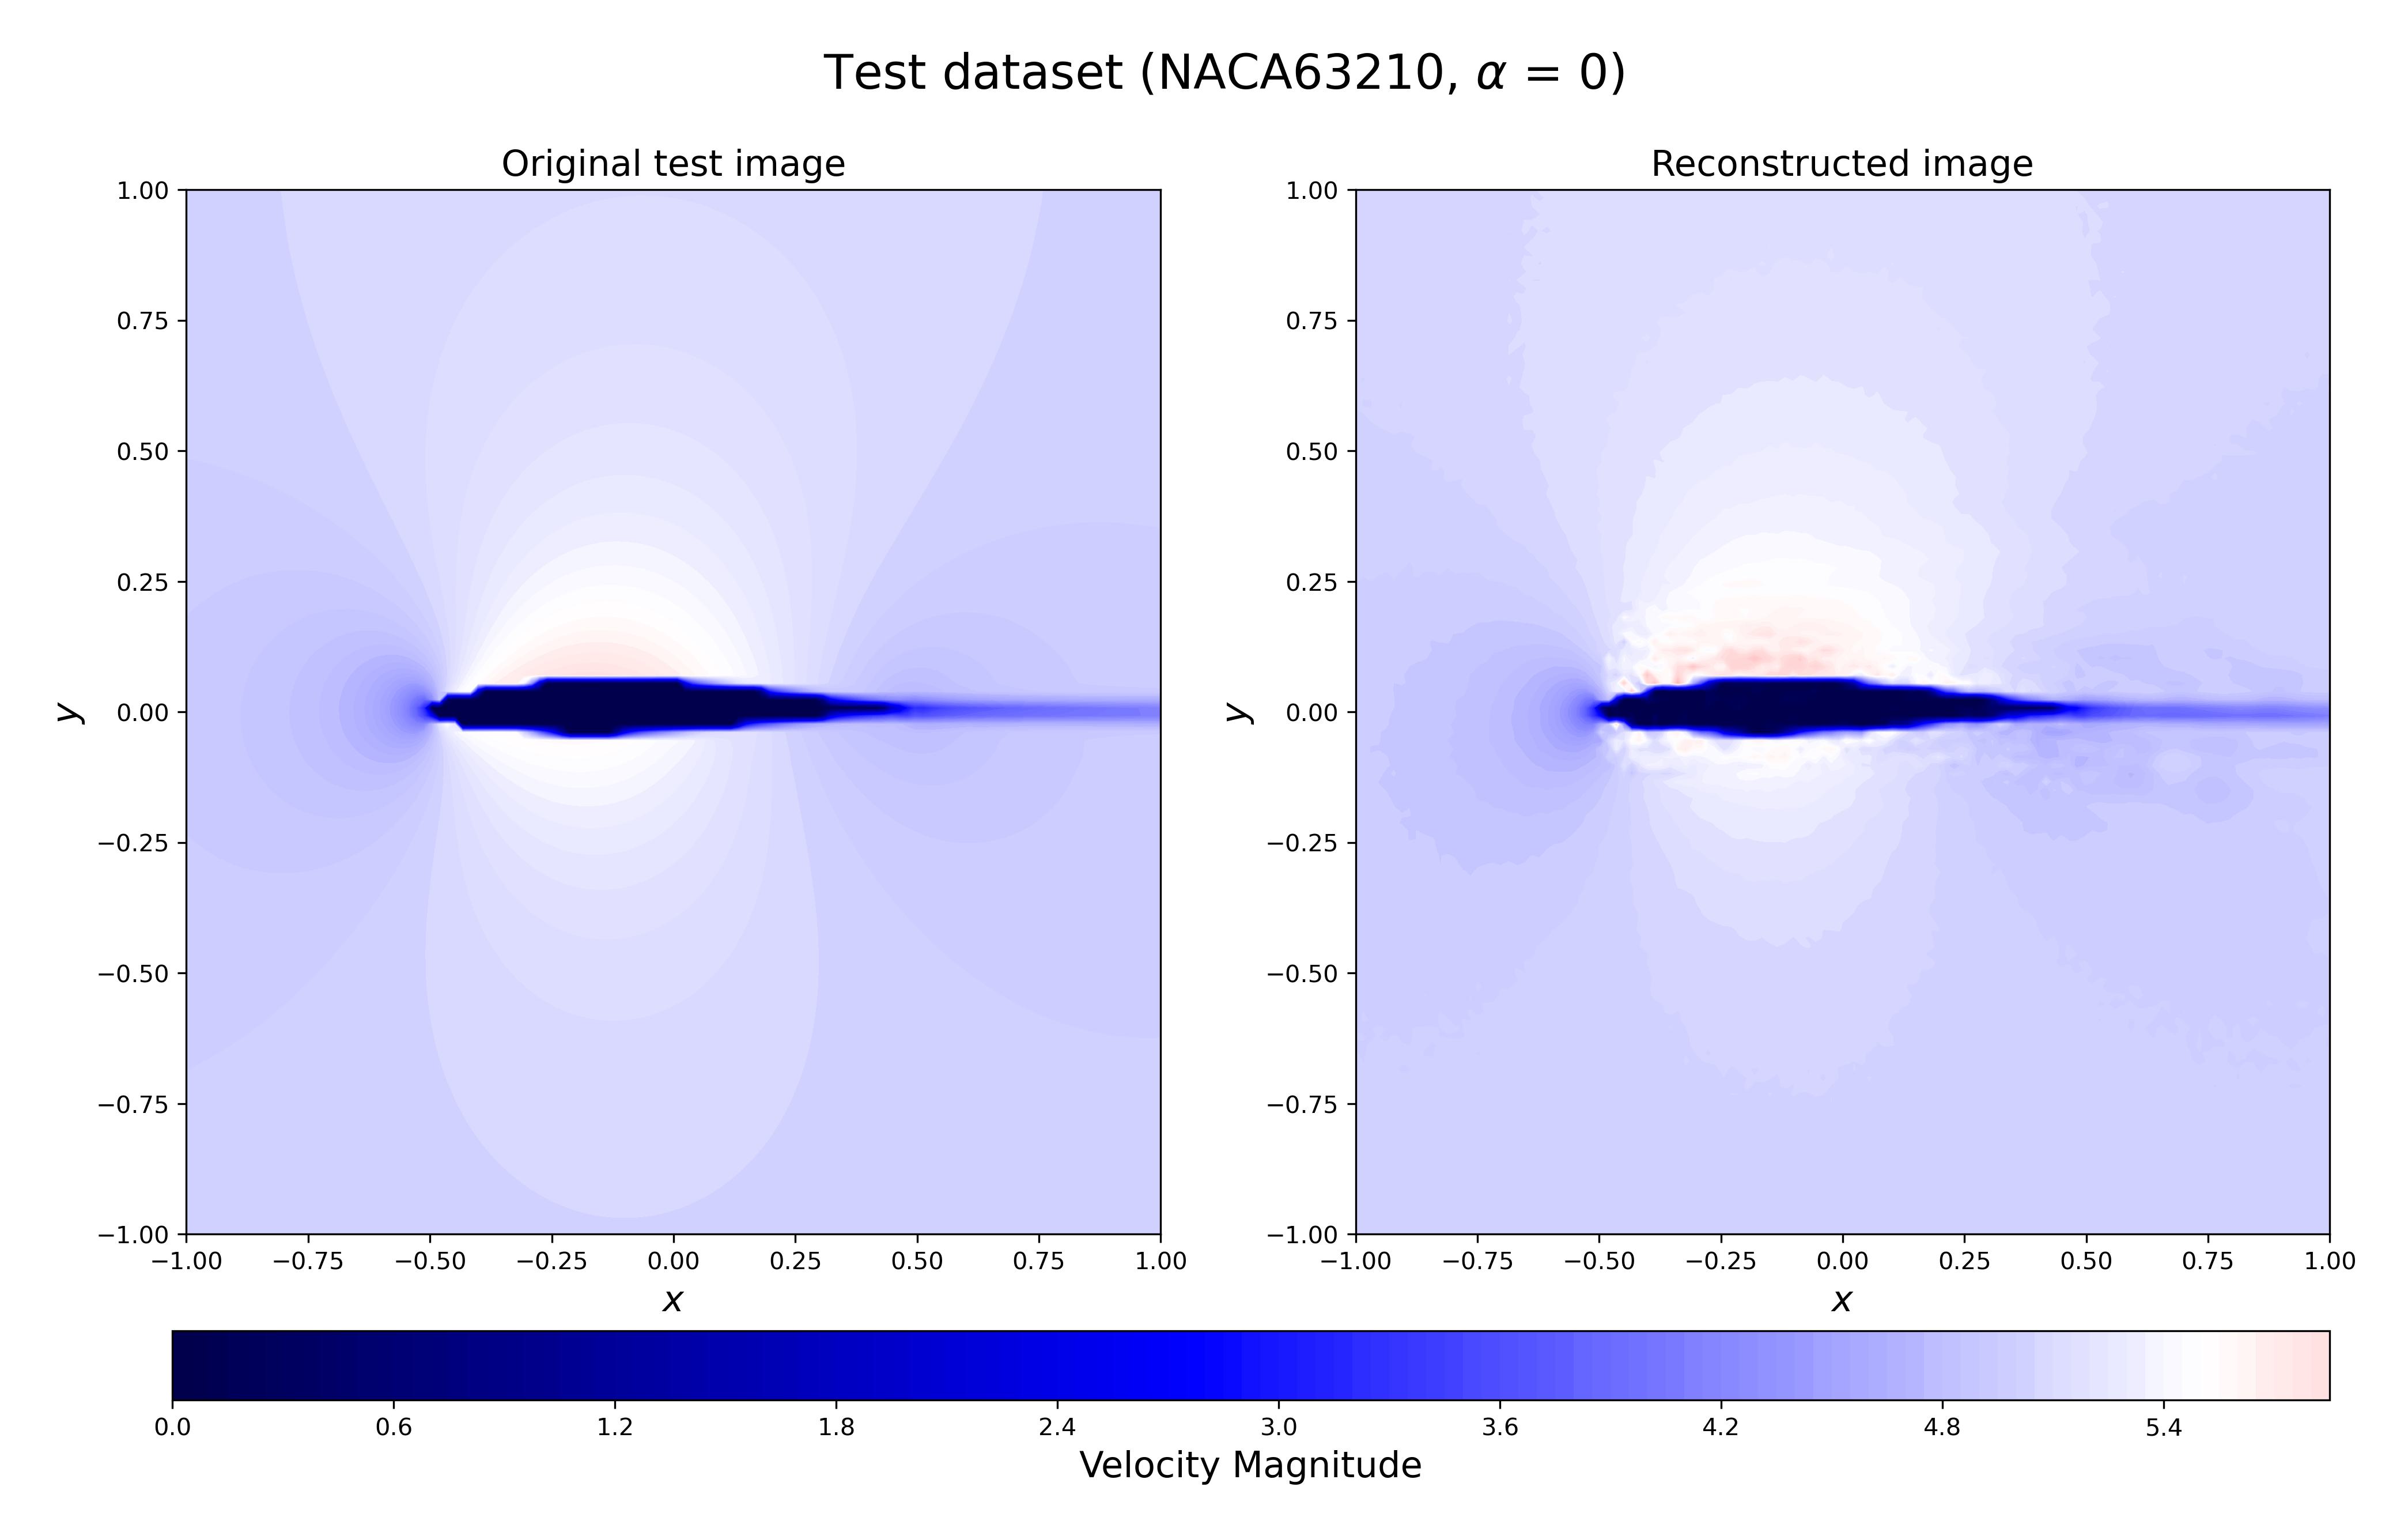 Test dataset (NACA63210, α = 0)
Original test image
1.00
0.75
0.50
0.25
0.00
−0.25
−0.50
−0.75
−1.00
y
−1.00 −0.75 −0.50 −0.25 0.00 0.25 0.50 0.75 1.00
x
Reconstructed image
1.00
0.75
0.50
0.25
0.00
−0.25
−0.50
−0.75
−1.00
y
−1.00 −0.75 −0.50 −0.25 0.00 0.25 0.50 0.75 1.00
x
0.0 0.6 1.2 1.8 2.4 3.0 3.6 4.2 4.8 5.4
Velocity Magnitude